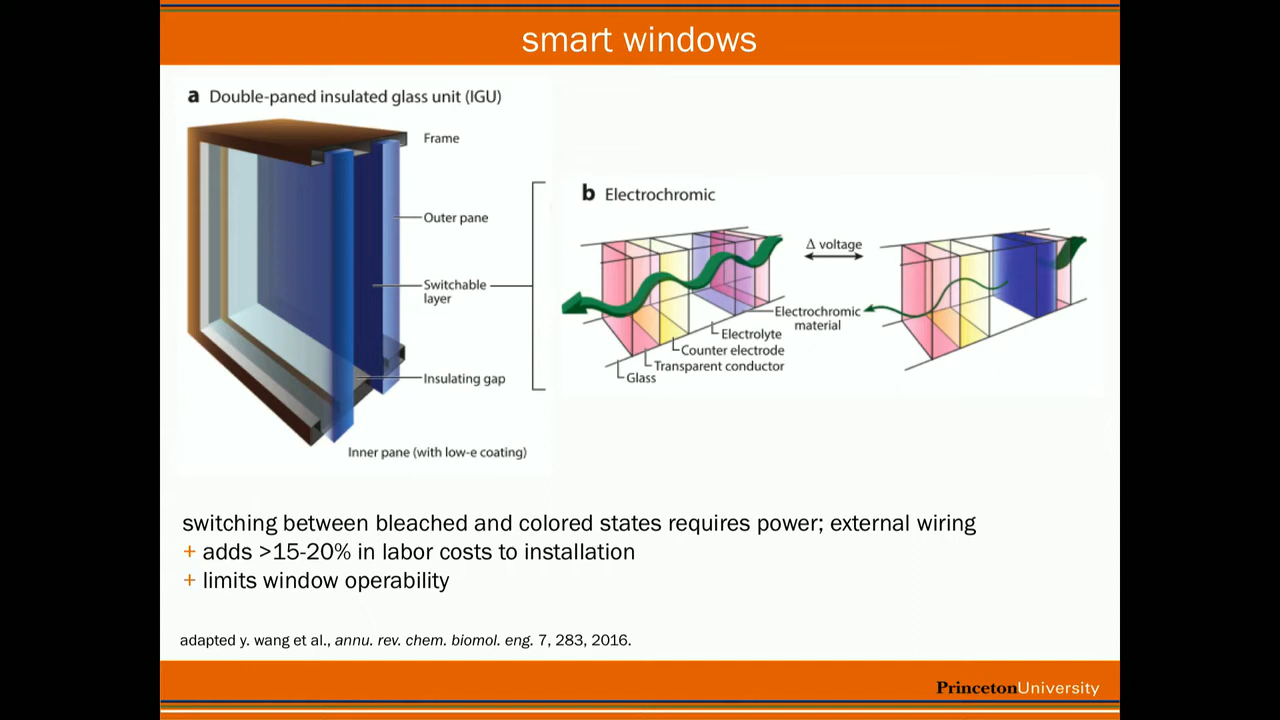 smart windows
a Double-paned insulated glass unit (IGU)
Frame
Outer pane
Switchable
layer
Insulating gap
Inner pane (with low-e coating)
b Electrochromic
Δ voltage
Electrochromic
material
Electrolyte
Counter electrode
Transparent conductor
Glass
switching between bleached and colored states requires power; external wiring
+ adds >15-20% in labor costs to installation
+ limits window operability
adapted y. wang et al., annu. rev. chem. biomol. eng. 7, 283, 2016.
PrincetonUniversity